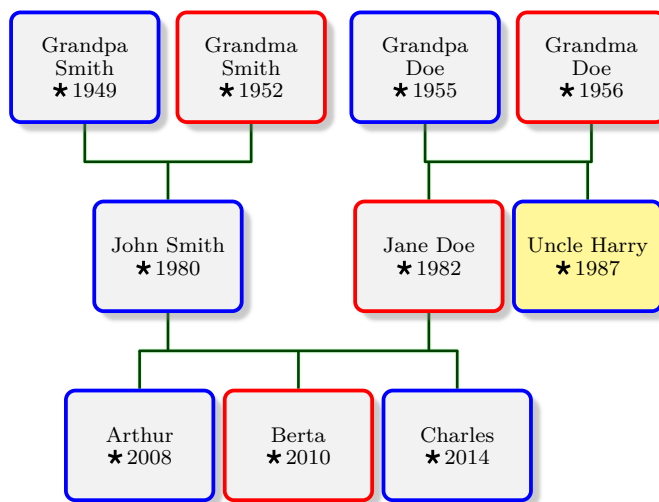 Grandpa
Smith
★1949
Grandma
Smith
★1952
Grandpa
Doe
★1955
Grandma
Doe
★1956
John Smith
★1980
Jane Doe
★1982
Uncle Harry
★1987
Arthur
★2008
Berta
★2010
Charles
★2014